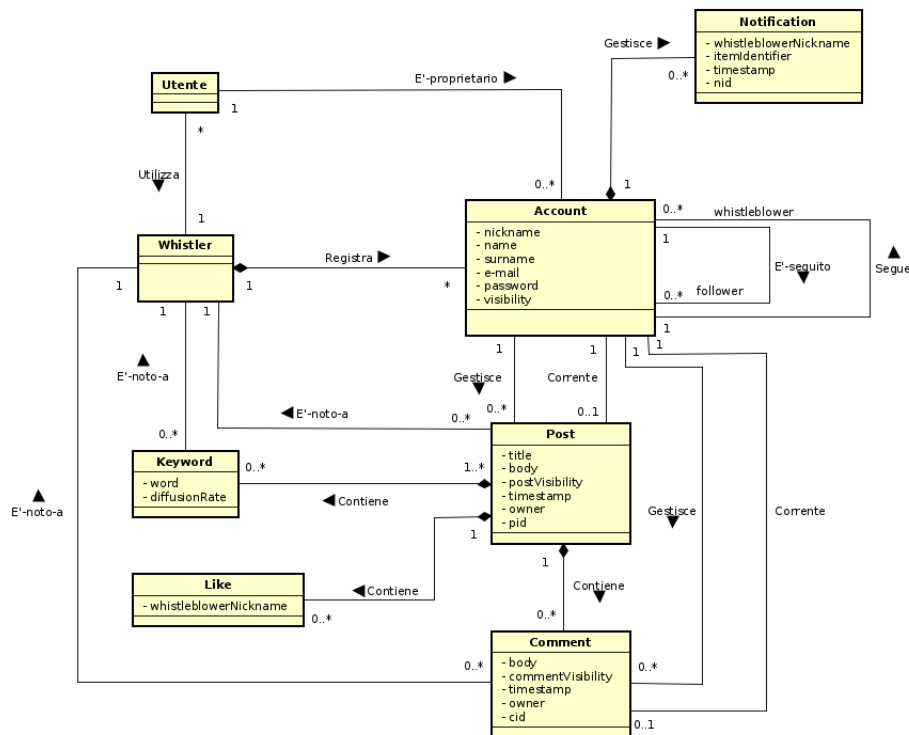 Notification
- whistleblowerNickname
- itemIdentifier
- timestamp
- nid
Gestisce
0..*
1
Utente
1
*
E'-proprietario
0..*
Utilizza
1
Account
- nickname
- name
- surname
- e-mail
- password
- visibility
0..*
whistleblower
1
E'-seguito
Segue
0..*
follower
1
Whistler
1
1
Registra
*
1
1
E'-noto-a
0..*
E'-noto-a
0..*
1
Gestisce
0..*
1
Corrente
0..1
1
1
Keyword
- word
- diffusionRate
0..*
1..*
Contiene
Post
- title
- body
- postVisibility
- timestamp
- owner
- pid
E'-noto-a
Gestisce
Corrente
1
Contiene
Like
- whistleblowerNickname
0..*
1
Contiene
0..*
Comment
- body
- commentVisibility
- timestamp
- owner
- cid
0..*
0..*
0..1